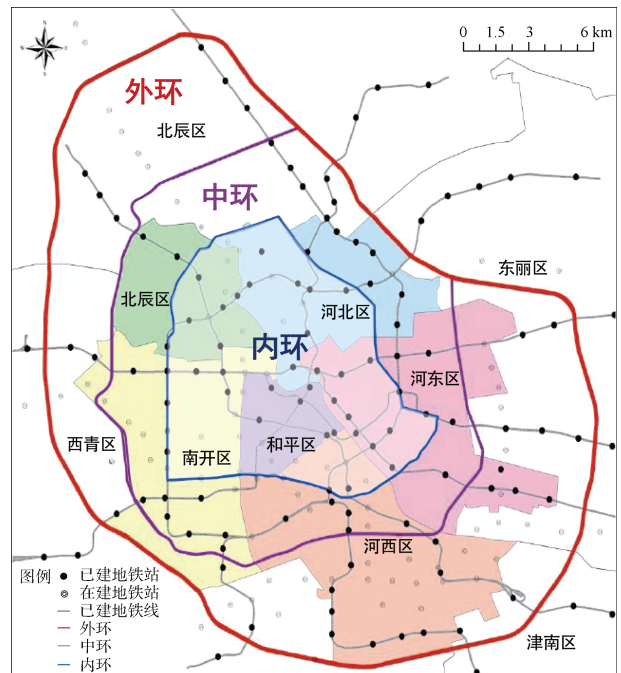 0 1.5 3 6 km
外环
北辰区
中环
东丽区
北辰区
河北区
内环
河东区
西青区
南开区
和平区
河西区
津南区
图例
已建地铁站
在建地铁站
已建地铁线
外环
中环
内环